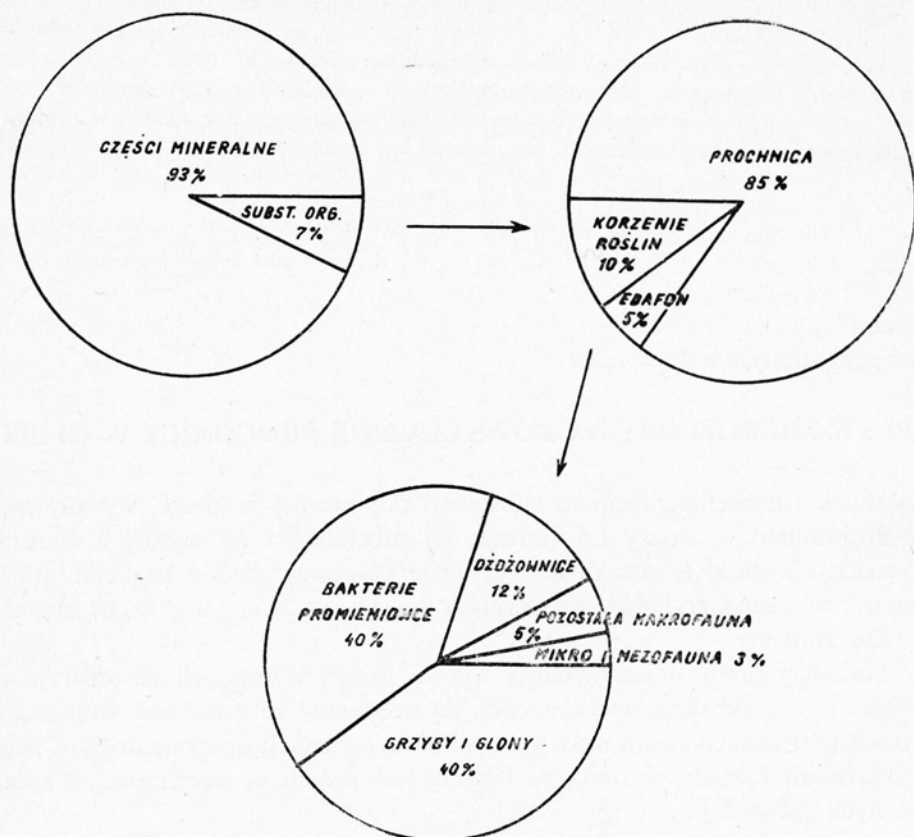 CZĘŚCI MINERALNE
93%
SUBST. ORG.
7%
PROCHNICA
85%
KORZENIE
ROŚLIN
10%
EDAFON
5%
BAKTERIE
PROMIENIOWCE
40%
DŻDŻOWNICE
12%
POZOSTAŁA MAKROFAUNA
5%
MIKRO I MEZOFAUNA 3%
GRZYBY I GLONY
40%